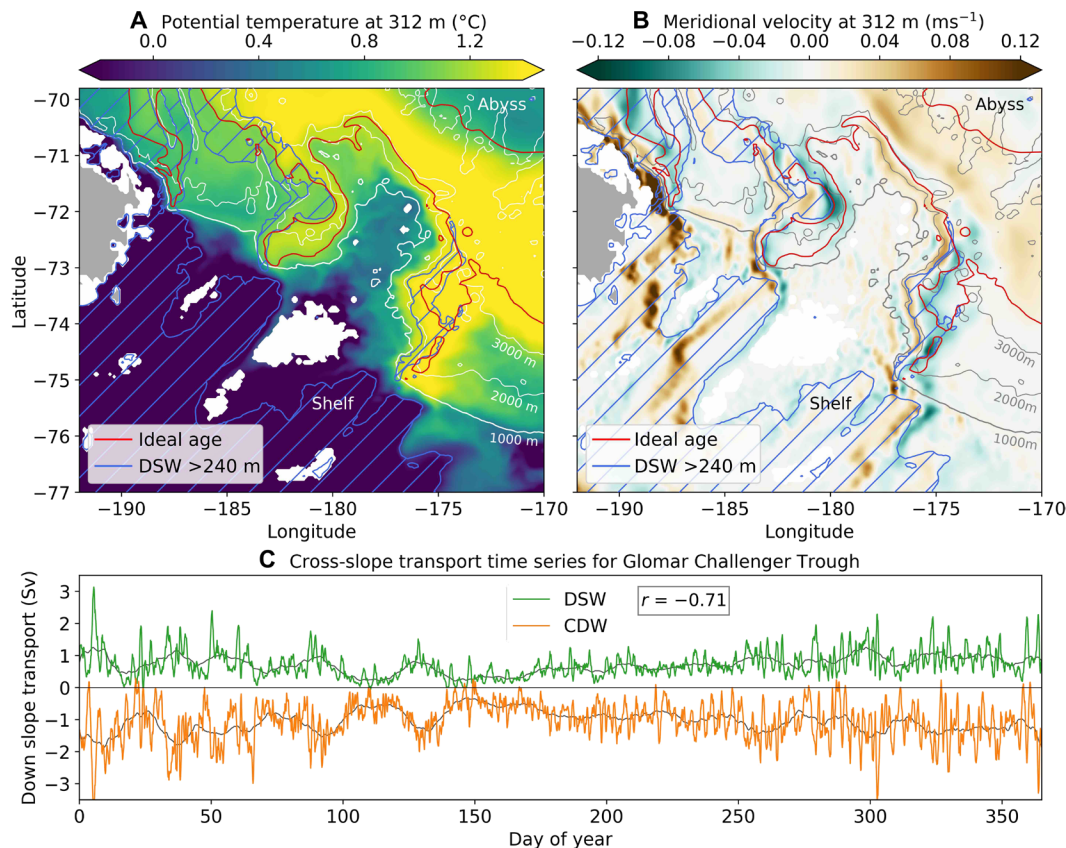 A Potential temperature at 312 m (°C)
0.0 0.4 0.8 1.2
B Meridional velocity at 312 m (ms⁻¹)
−0.12 −0.08 −0.04 0.00 0.04 0.08 0.12
Latitude
−70
−71
−72
−73
−74
−75
−76
−77
Abyss
3000 m
2000 m
1000 m
Shelf
Ideal age
DSW >240 m
−190 −185 −180 −175 −170
Longitude
Abyss
3000m
2000m
1000m
Shelf
Ideal age
DSW >240 m
−190 −185 −180 −175 −170
Longitude
C Cross-slope transport time series for Glomar Challenger Trough
Down slope transport (Sv)
3
2
1
0
−1
−2
−3
DSW
CDW
r = −0.71
0 50 100 150 200 250 300 350
Day of year